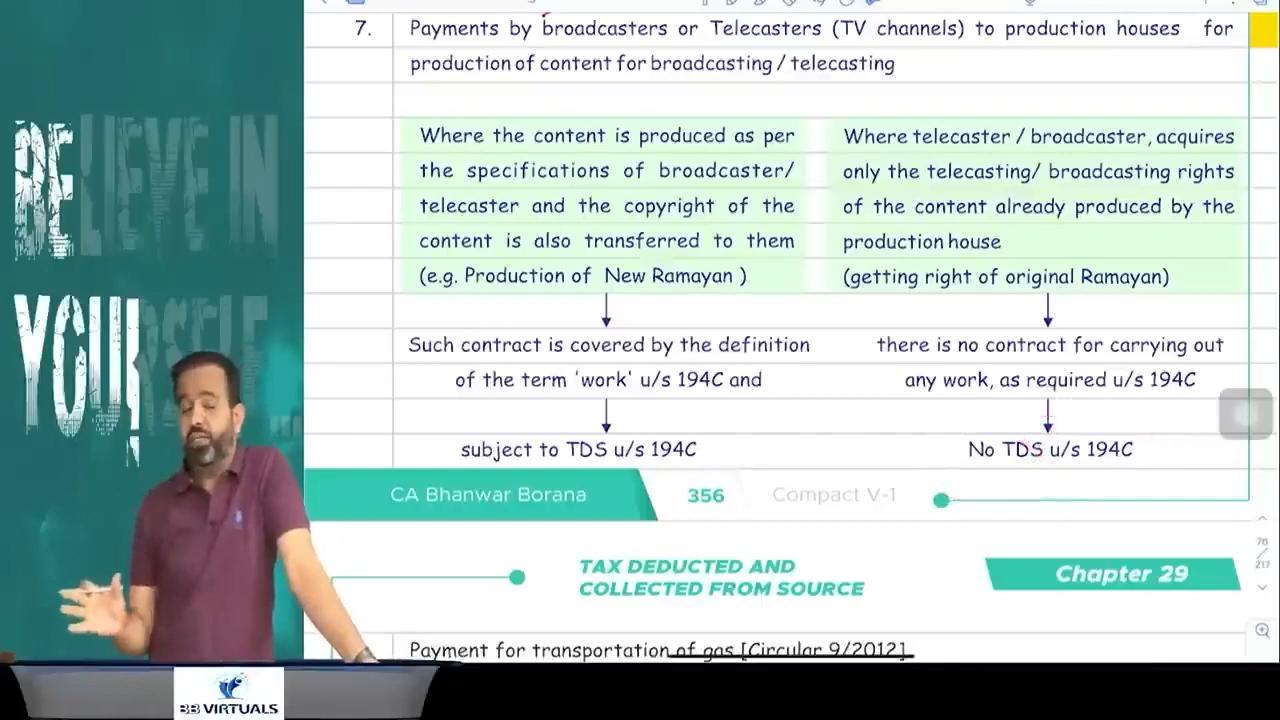 BELIEVE IN
YOURSELF
7. Payments by broadcasters or Telecasters (TV channels) to production houses for
production of content for broadcasting / telecasting
Where the content is produced as per
the specifications of broadcaster/
telecaster and the copyright of the
content is also transferred to them
(e.g. Production of New Ramayan )
Such contract is covered by the definition
of the term 'work' u/s 194C and
subject to TDS u/s 194C
Where telecaster / broadcaster, acquires
only the telecasting/ broadcasting rights
of the content already produced by the
production house
(getting right of original Ramayan)
there is no contract for carrying out
any work, as required u/s 194C
No TDS u/s 194C
CA Bhanwar Borana 356 Compact V-1
76
217
TAX DEDUCTED AND
COLLECTED FROM SOURCE
Chapter 29
Payment for transportation of gas [Circular 9/2012]
BB VIRTUALS